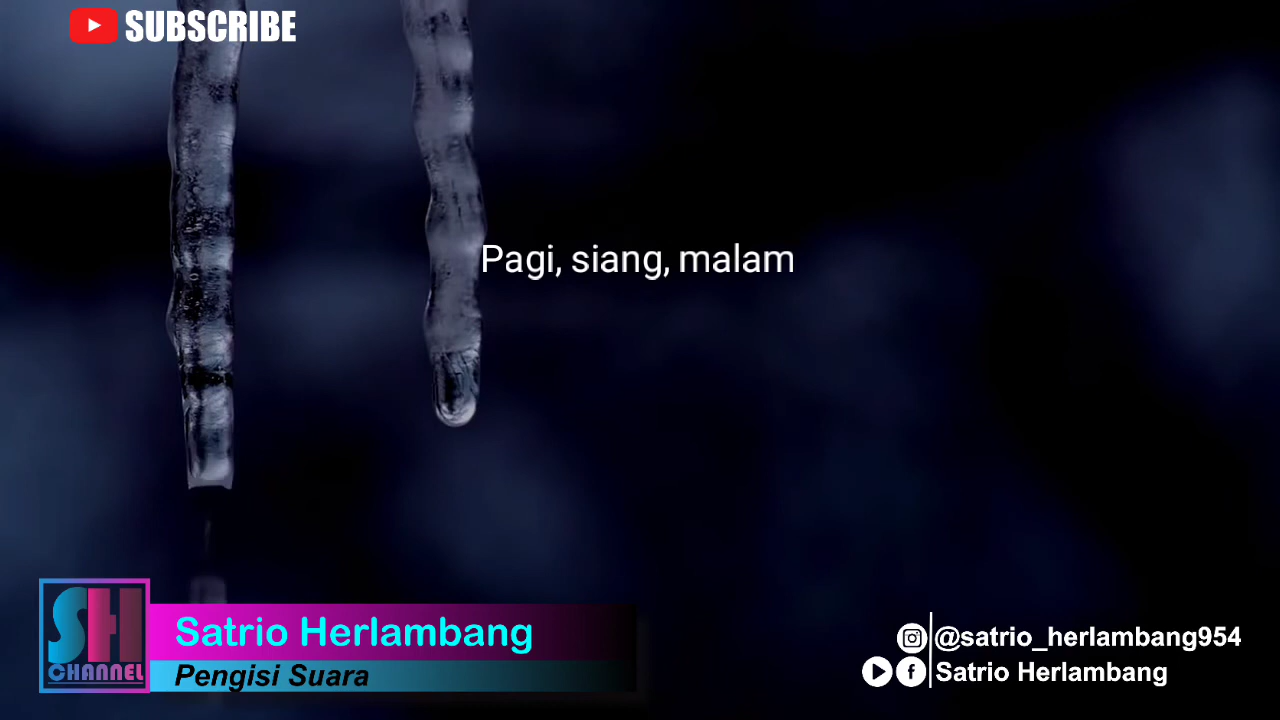 SUBSCRIBE
Pagi, siang, malam
SH
CHANNEL
Satrio Herlambang
Pengisi Suara
@satrio_herlambang954
Satrio Herlambang